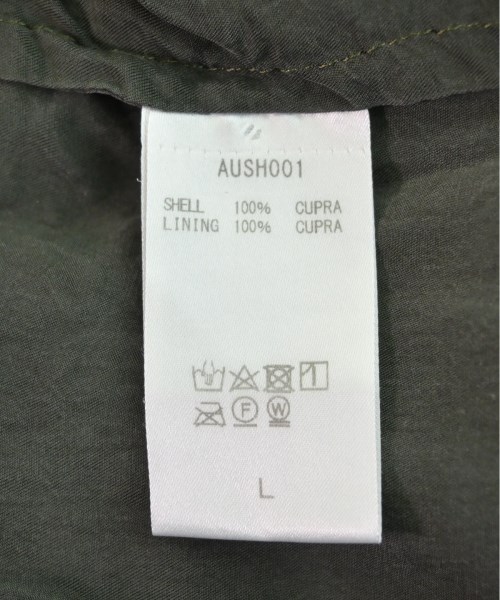 AUSH001
SHELL 100% CUPRA
LINING 100% CUPRA
F W
L